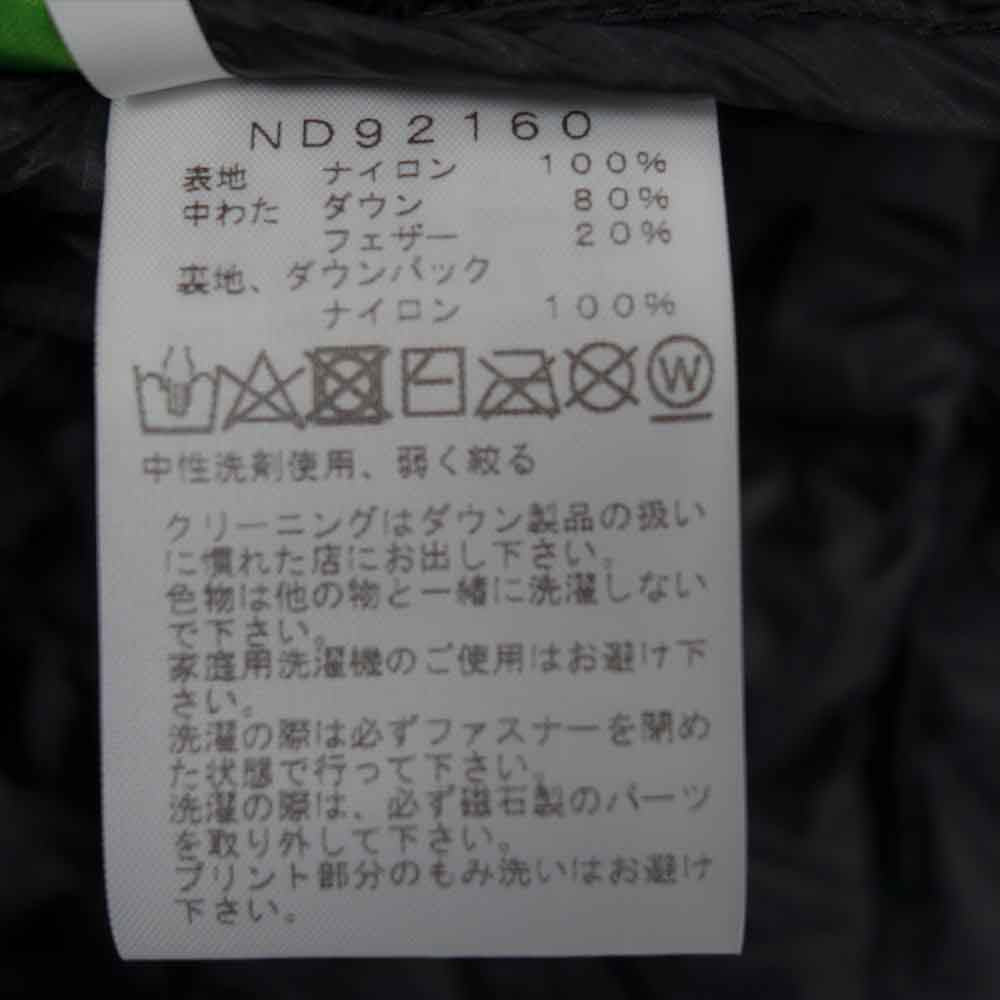 ND92160
表地 ナイロン 100%
中わた ダウン 80%
フェザー 20%
裏地、ダウンパック
ナイロン 100%
W
中性洗剤使用、弱く絞る
クリーニングはダウン製品の扱い
に慣れた店にお出し下さい。
色物は他の物と一緒に洗濯しない
で下さい。
家庭用洗濯機のご使用はお避け下
さい。
洗濯の際は必ずファスナーを閉め
た状態で行って下さい。
洗濯の際は、必ず磁石製のパーツ
を取り外して下さい。
プリント部分のもみ洗いはお避け
下さい。